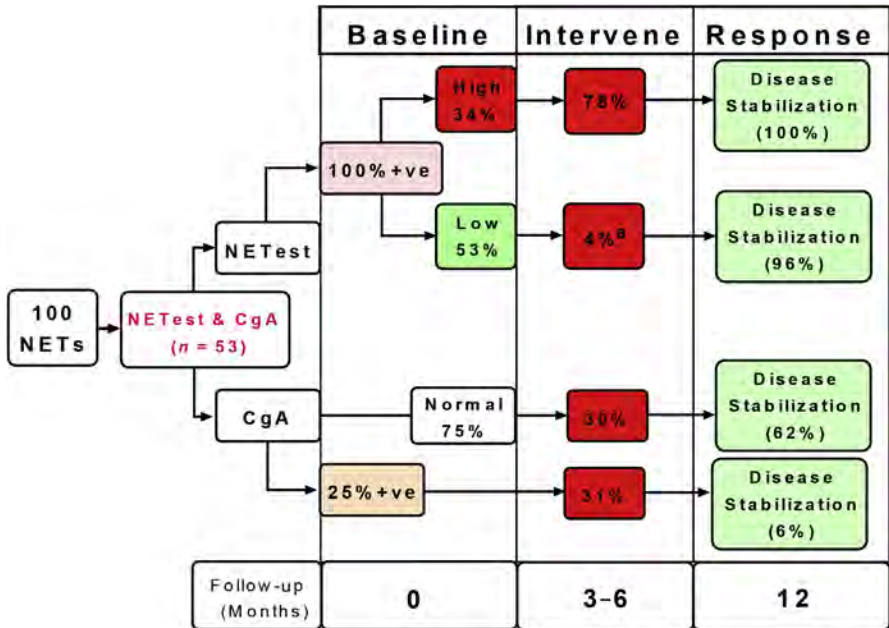 Baseline Intervene Response
High
34%
78%
Disease
Stabilization
(100%)
100% +ve
Low
53%
4%a
Disease
Stabilization
(96%)
NETest
100
NETs
NETest & CgA
(n = 53)
CgA
Normal
75%
30%
Disease
Stabilization
(62%)
25% +ve
31%
Disease
Stabilization
(6%)
Follow-up
(Months)
0
3–6
12